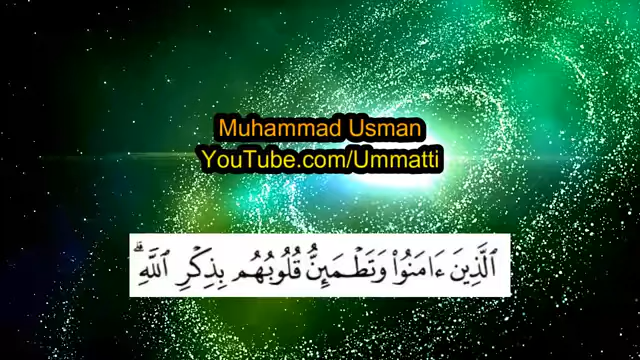 Muhammad Usman
YouTube.com/Ummatti
ٱلَّذِينَ ءَامَنُوا۟ وَتَطْمَئِنُّ قُلُوبُهُم بِذِكْرِ ٱللَّهِ ۗ